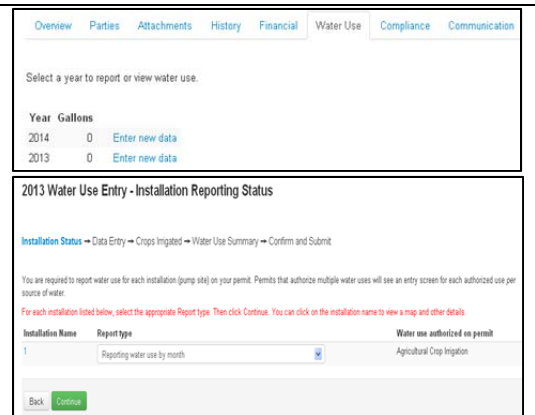 Overview Parties Attachments History Financial Water Use Compliance Communication
Select a year to report or view water use.
Year Gallons
2014 0 Enter new data
2013 0 Enter new data
2013 Water Use Entry - Installation Reporting Status
Installation Status → Data Entry → Crops Irrigated → Water Use Summary → Confirm and Submit
You are required to report water use for each installation (pump site) on your permit. Permits that authorize multiple water uses will see an entry screen for each authorized use per
source of water.
For each installation listed below, select the appropriate Report type. Then click Continue. You can click on the installation name to view a map and other details.
Installation Name Report type Water use authorized on permit
1 Reporting water use by month Agricultural Crop Irrigation
Back Continue